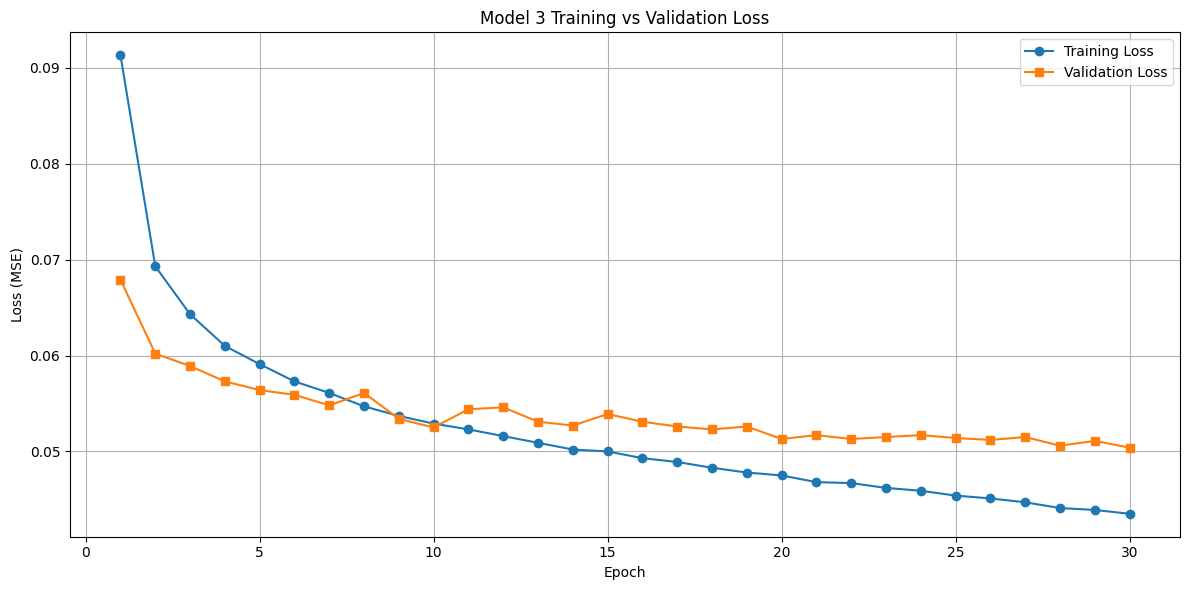 Model 3 Training vs Validation Loss
Training Loss
Validation Loss
0.09
0.08
0.07
0.06
0.05
Loss (MSE)
0 5 10 15 20 25 30
Epoch